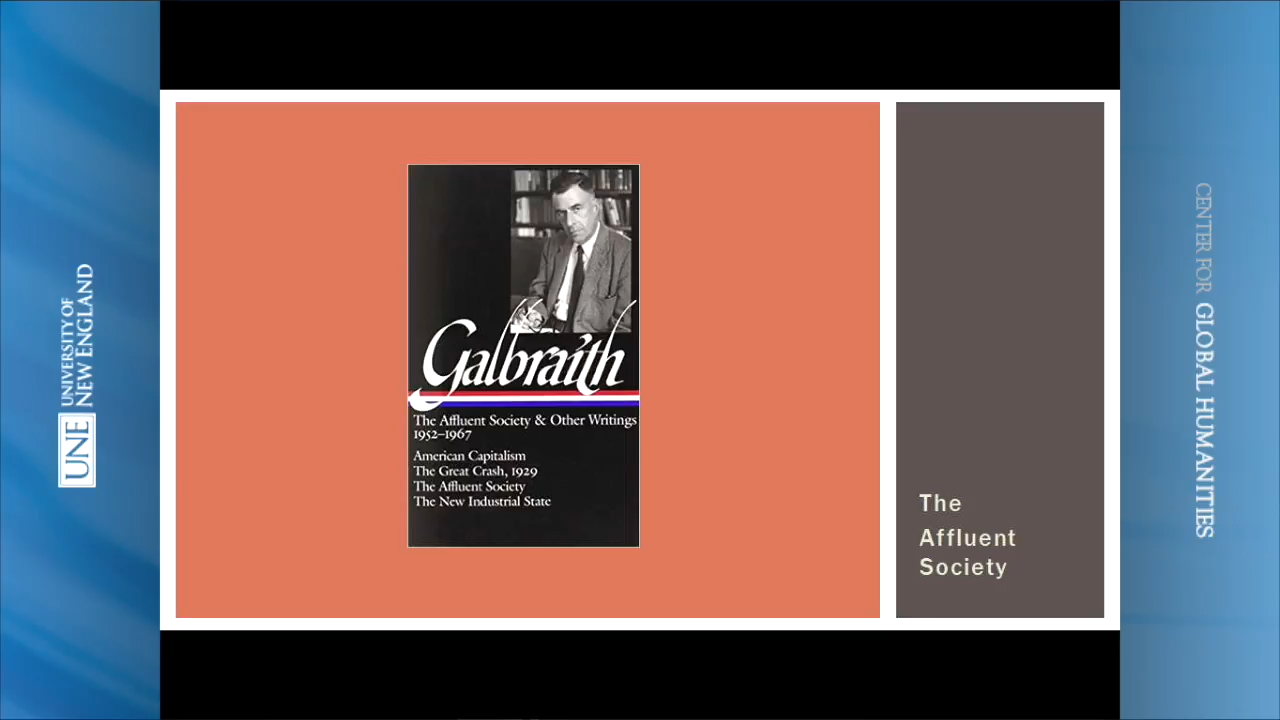 UNE
UNIVERSITY OF
NEW ENGLAND
Galbraith
The Affluent Society & Other Writings
1952–1967
American Capitalism
The Great Crash, 1929
The Affluent Society
The New Industrial State
The
Affluent
Society
CENTER FOR GLOBAL HUMANITIES